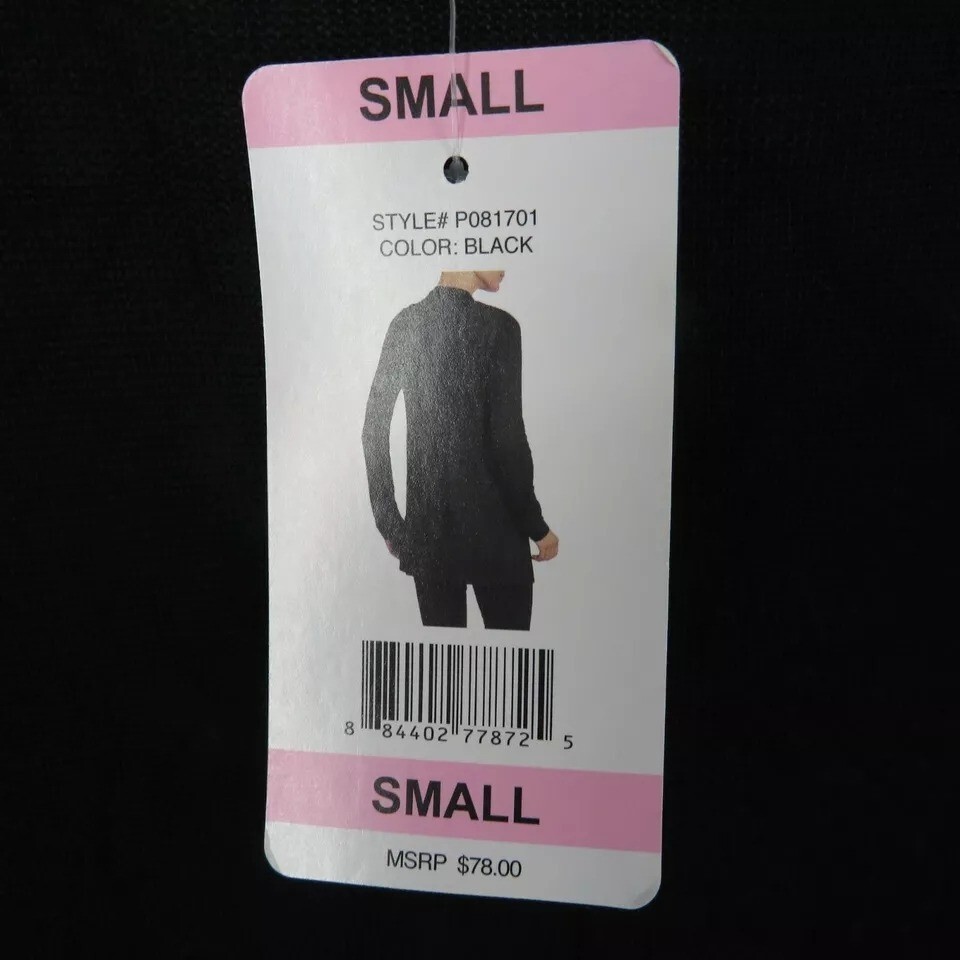 SMALL
STYLE# P081701
COLOR: BLACK
8 84402 77872 5
SMALL
MSRP $78.00